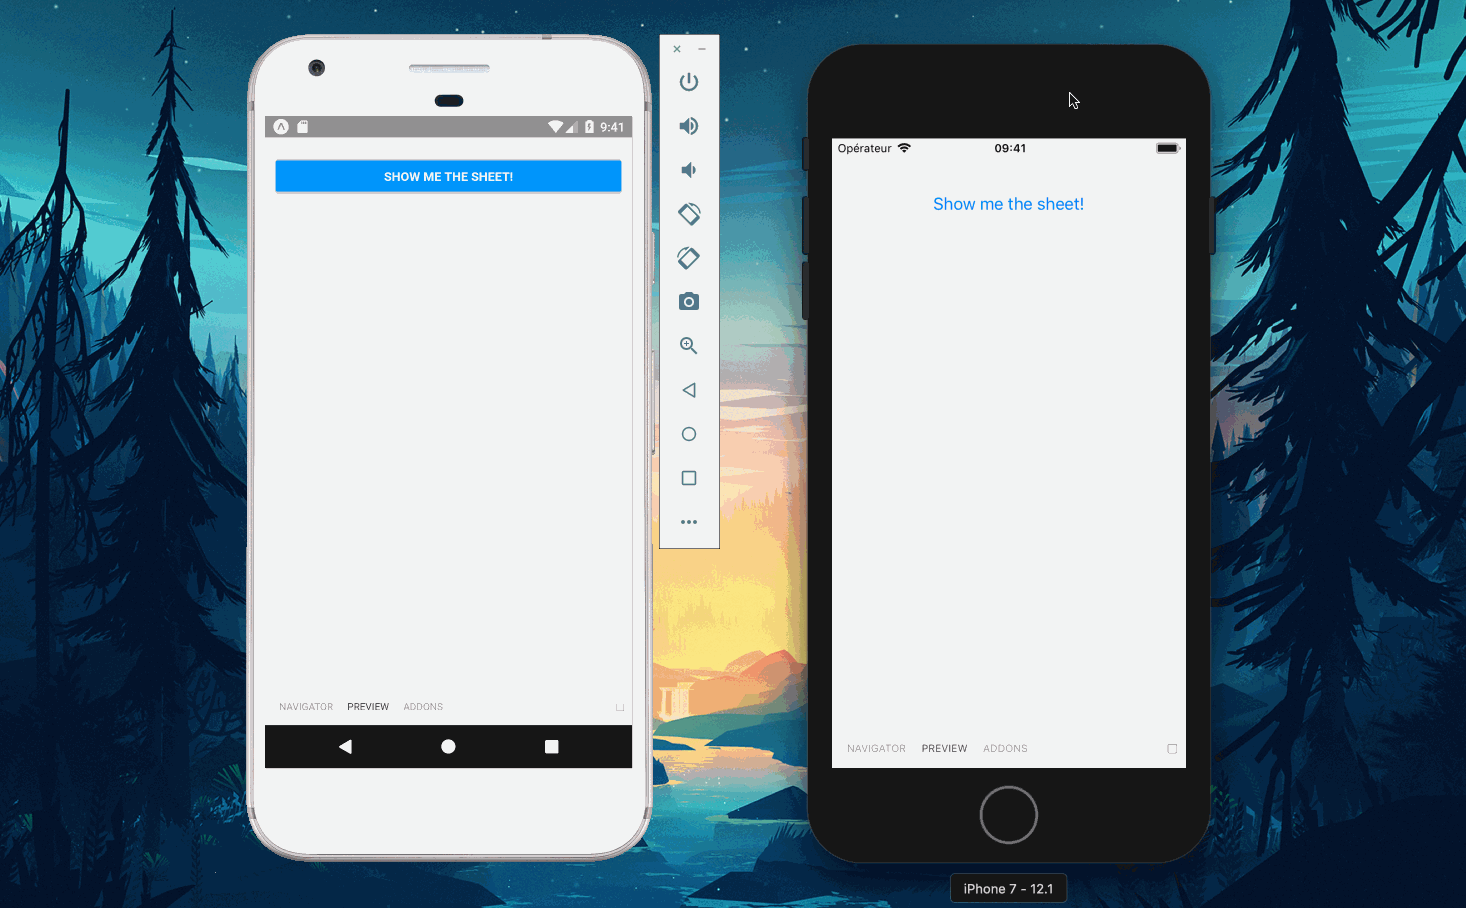 9:41
SHOW ME THE SHEET!
NAVIGATOR PREVIEW ADDONS
Opérateur 09:41
Show me the sheet!
NAVIGATOR PREVIEW ADDONS
iPhone 7 - 12.1